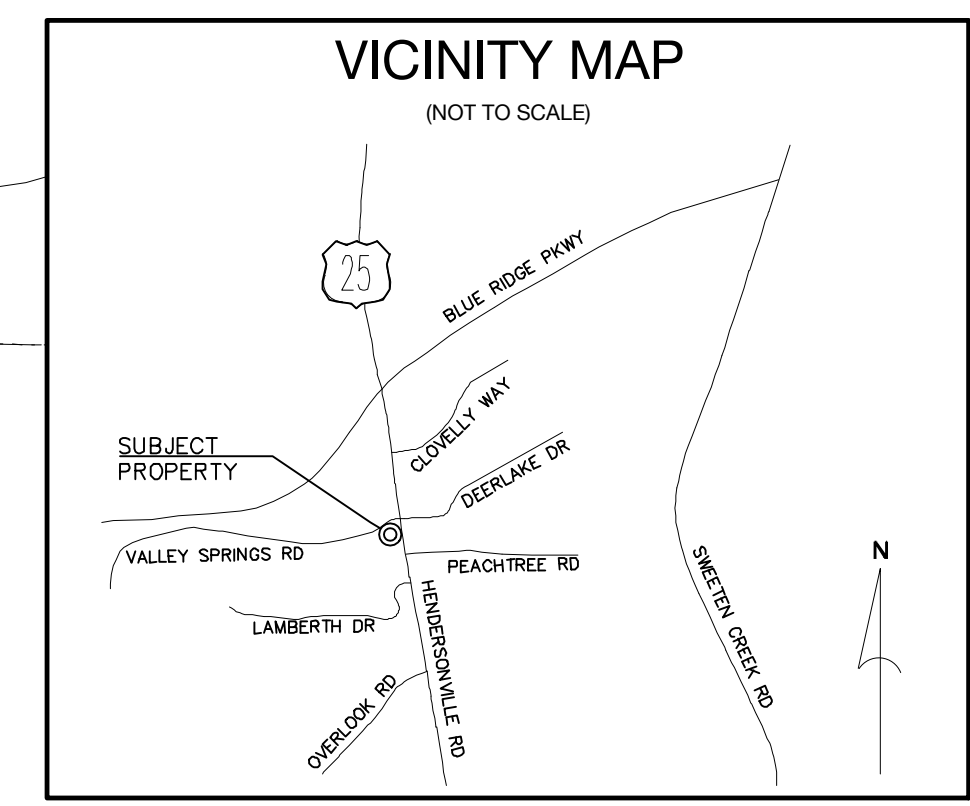 VICINITY MAP
(NOT TO SCALE)
25
BLUE RIDGE PKWY
CLOVELLY WAY
SUBJECT
PROPERTY
DEERLAKE DR
VALLEY SPRINGS RD
PEACHTREE RD
N
LAMBERTH DR
HENDERSONVILLE RD
SWEETEN CREEK RD
OVERLOOK RD